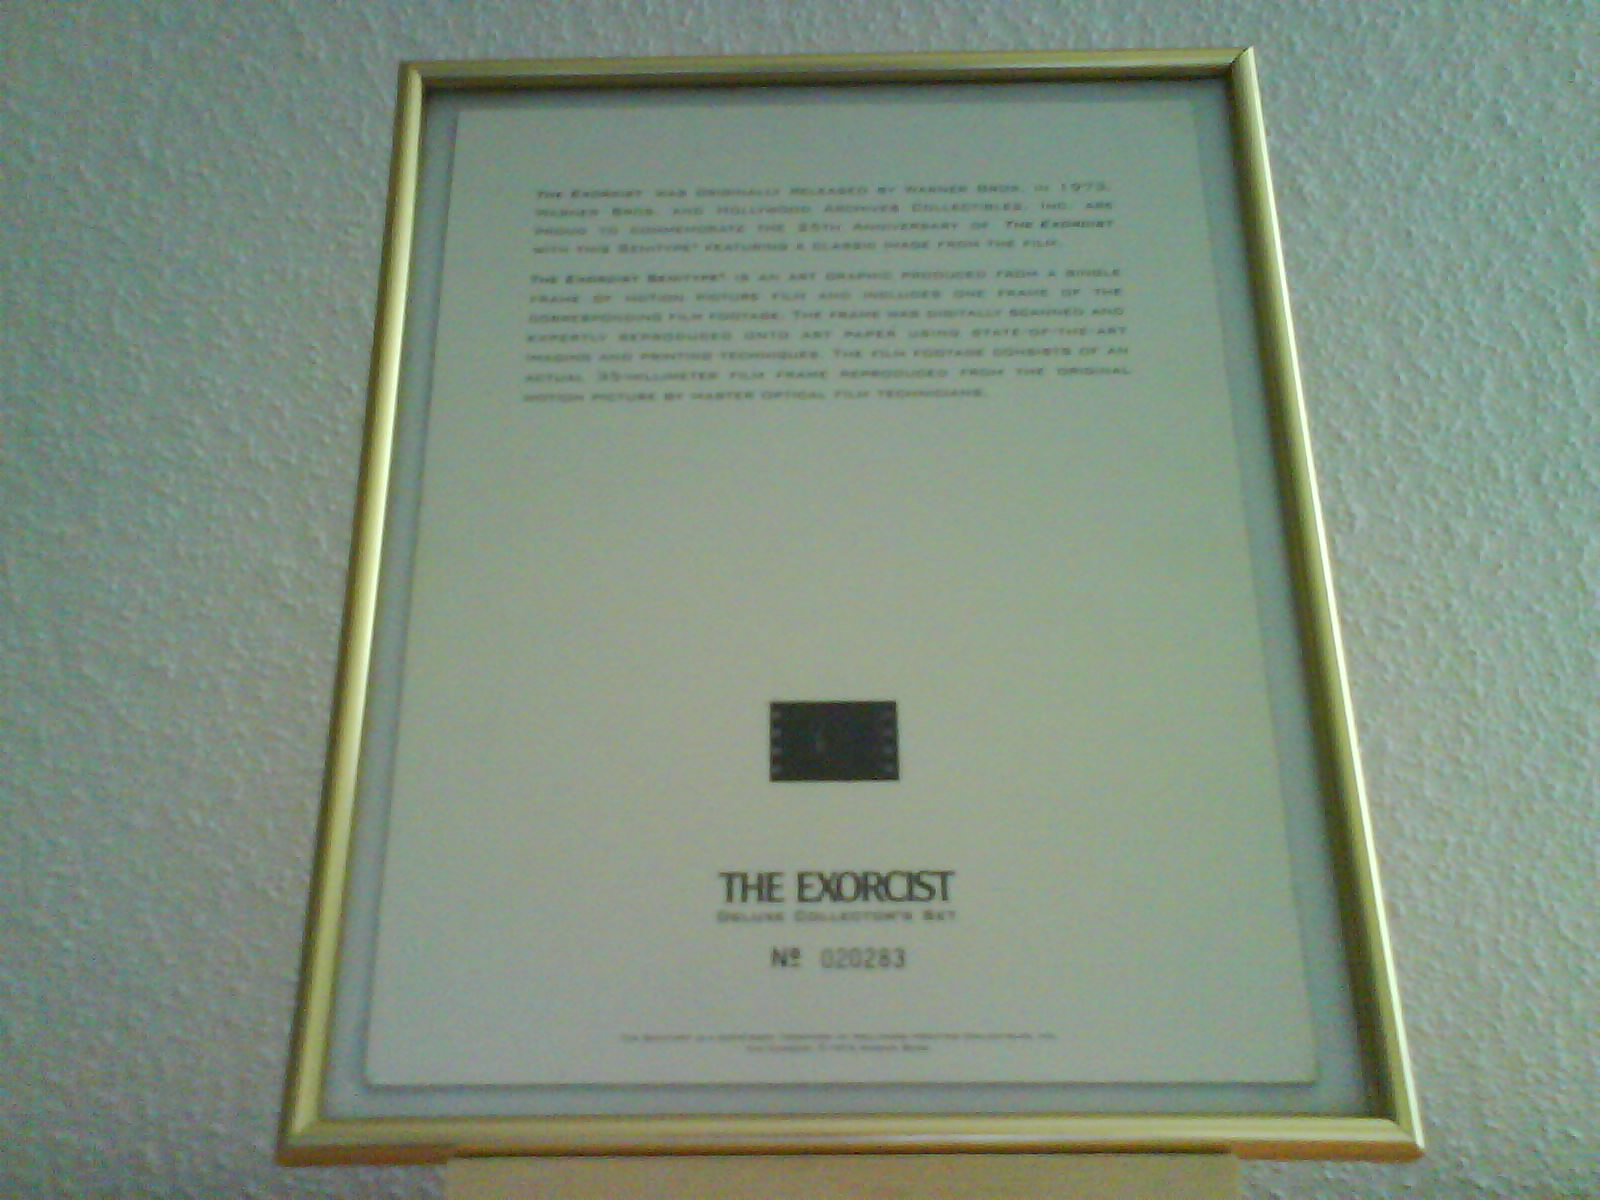 THE EXORCIST WAS ORIGINALLY RELEASED BY WARNER BROS. IN 1973.
WARNER BROS. AND HOLLYWOOD ARCHIVES COLLECTIBLES, INC. ARE
PROUD TO COMMEMORATE THE 25TH ANNIVERSARY OF THE EXORCIST
WITH THIS SENITYPE® FEATURING A CLASSIC IMAGE FROM THE FILM.
THE EXORCIST SENITYPE® IS AN ART GRAPHIC PRODUCED FROM A SINGLE
FRAME OF MOTION PICTURE FILM AND INCLUDES ONE FRAME OF THE
CORRESPONDING FILM FOOTAGE. THE FRAME WAS DIGITALLY SCANNED AND
EXPERTLY REPRODUCED ONTO ART PAPER USING STATE-OF-THE-ART
IMAGING AND PRINTING TECHNIQUES. THE FILM FOOTAGE CONSISTS OF AN
ACTUAL 35-MILLIMETER FILM FRAME REPRODUCED FROM THE ORIGINAL
MOTION PICTURE BY MASTER OPTICAL FILM TECHNICIANS.
THE EXORCIST
DELUXE COLLECTOR'S SET
Nº 020283